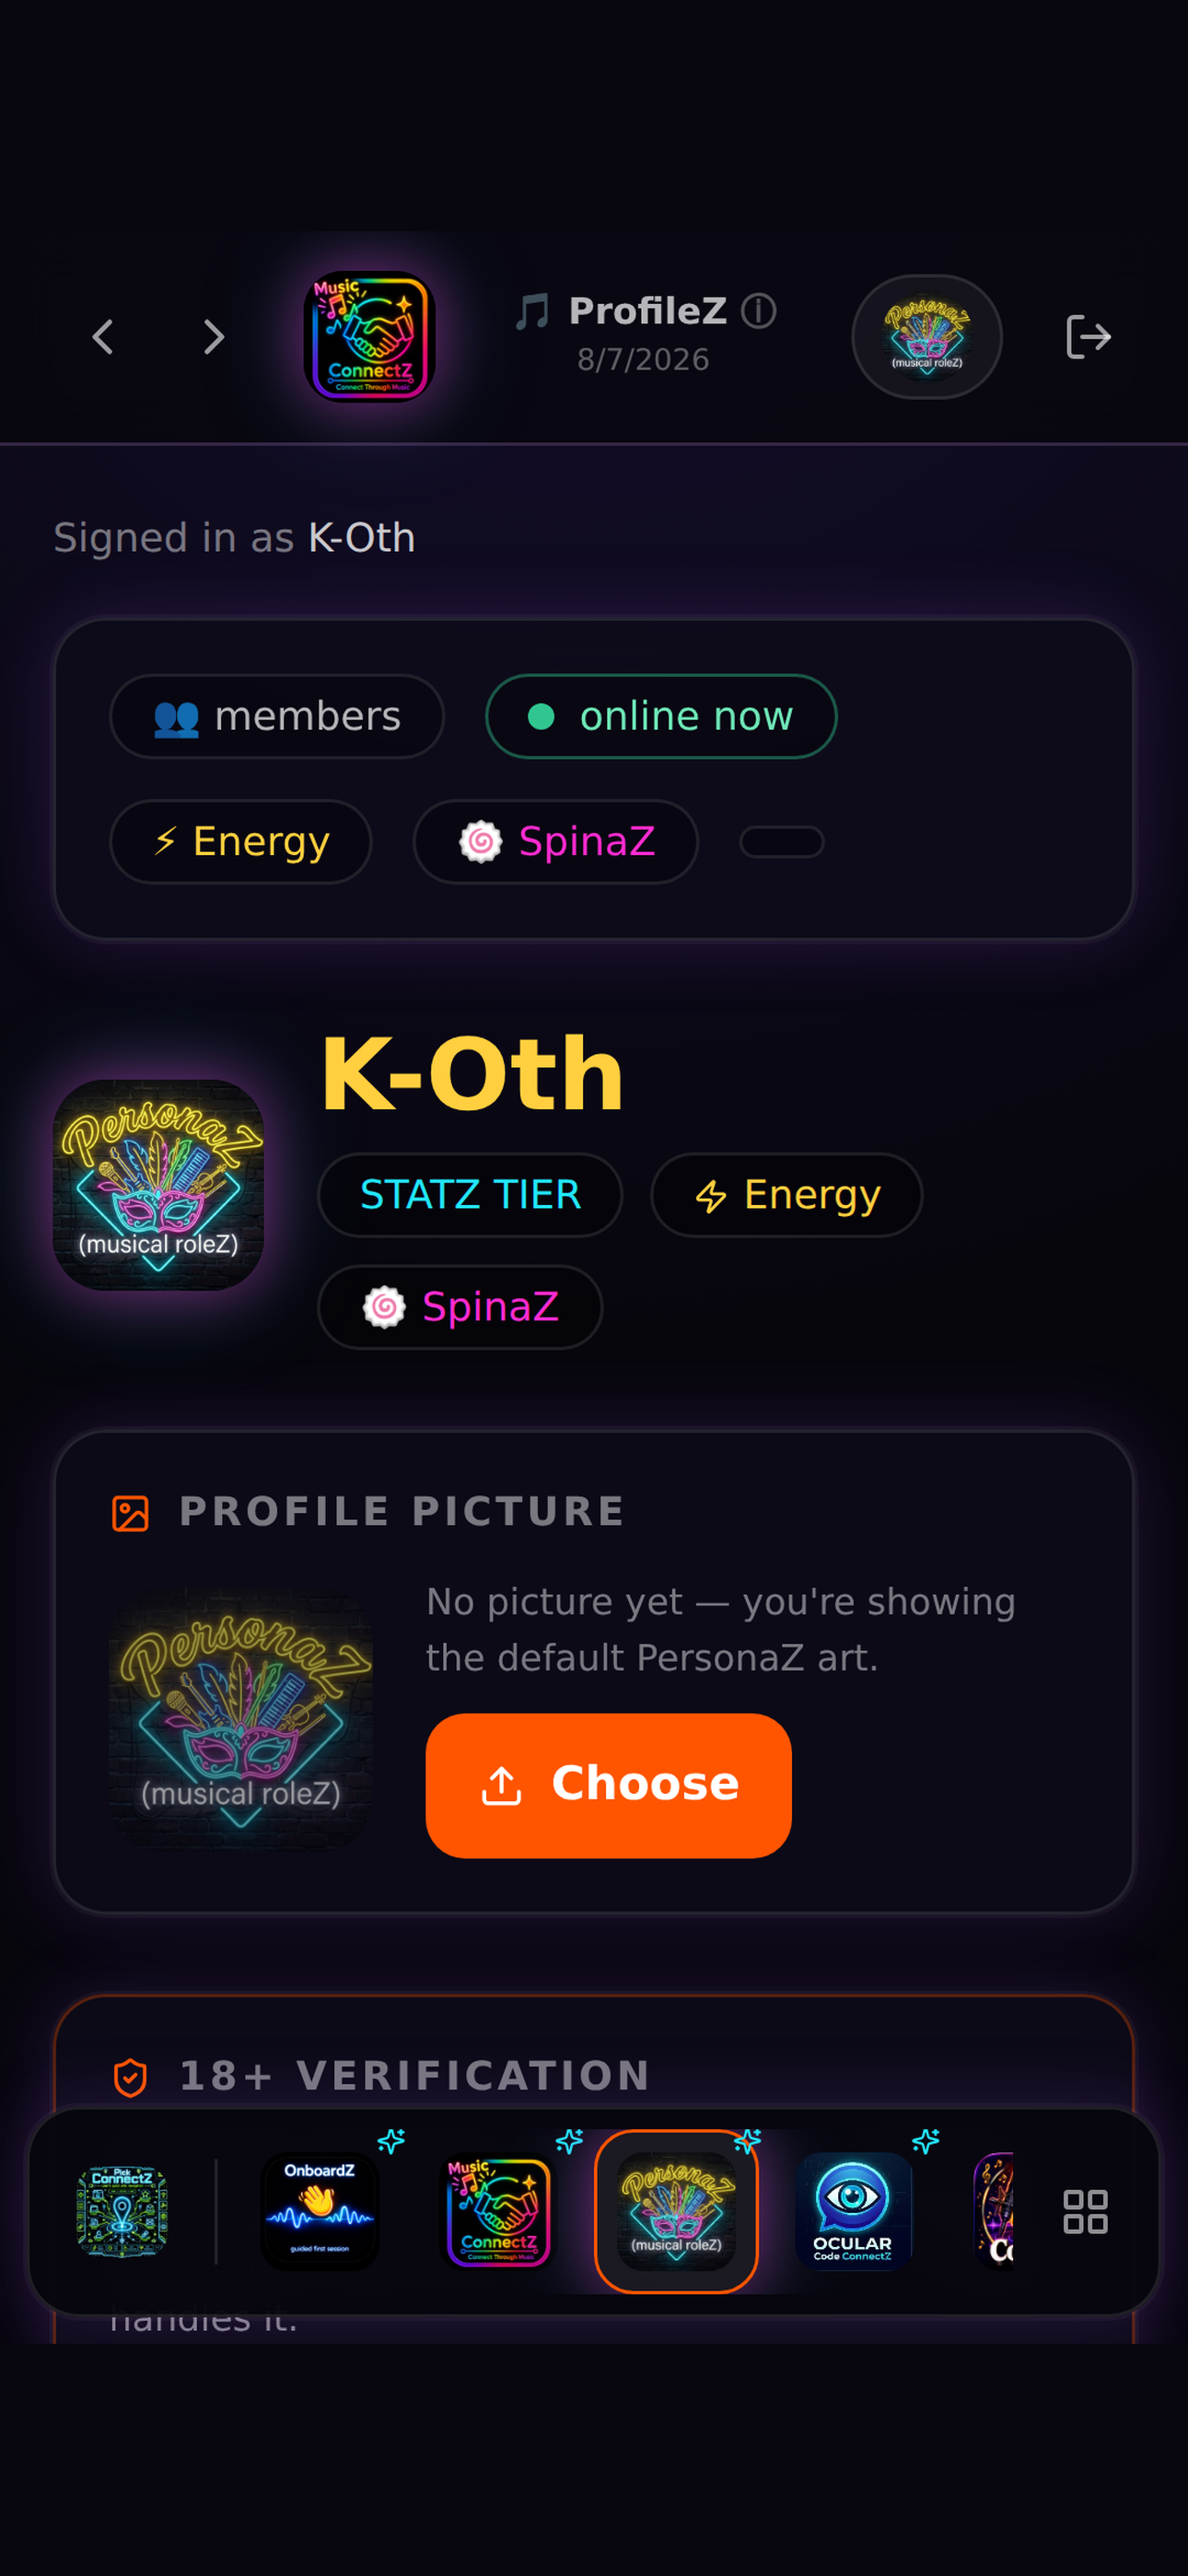 Music
ConnectZ
Connect Through Music
🎵 ProfileZ ⓘ
8/7/2026
PersonaZ
(musical roleZ)
Signed in as K-Oth
👥 members
online now
⚡ Energy
🍥 SpinaZ
K-Oth
PersonaZ
(musical roleZ)
STATZ TIER
Energy
🍥 SpinaZ
PROFILE PICTURE
PersonaZ
(musical roleZ)
No picture yet — you're showing
the default PersonaZ art.
Choose
18+ VERIFICATION
Pick
ConnectZ
OnboardZ
guided first session
Music
ConnectZ
Connect Through Music
PersonaZ
(musical roleZ)
OCULAR
Code ConnectZ
handles it.